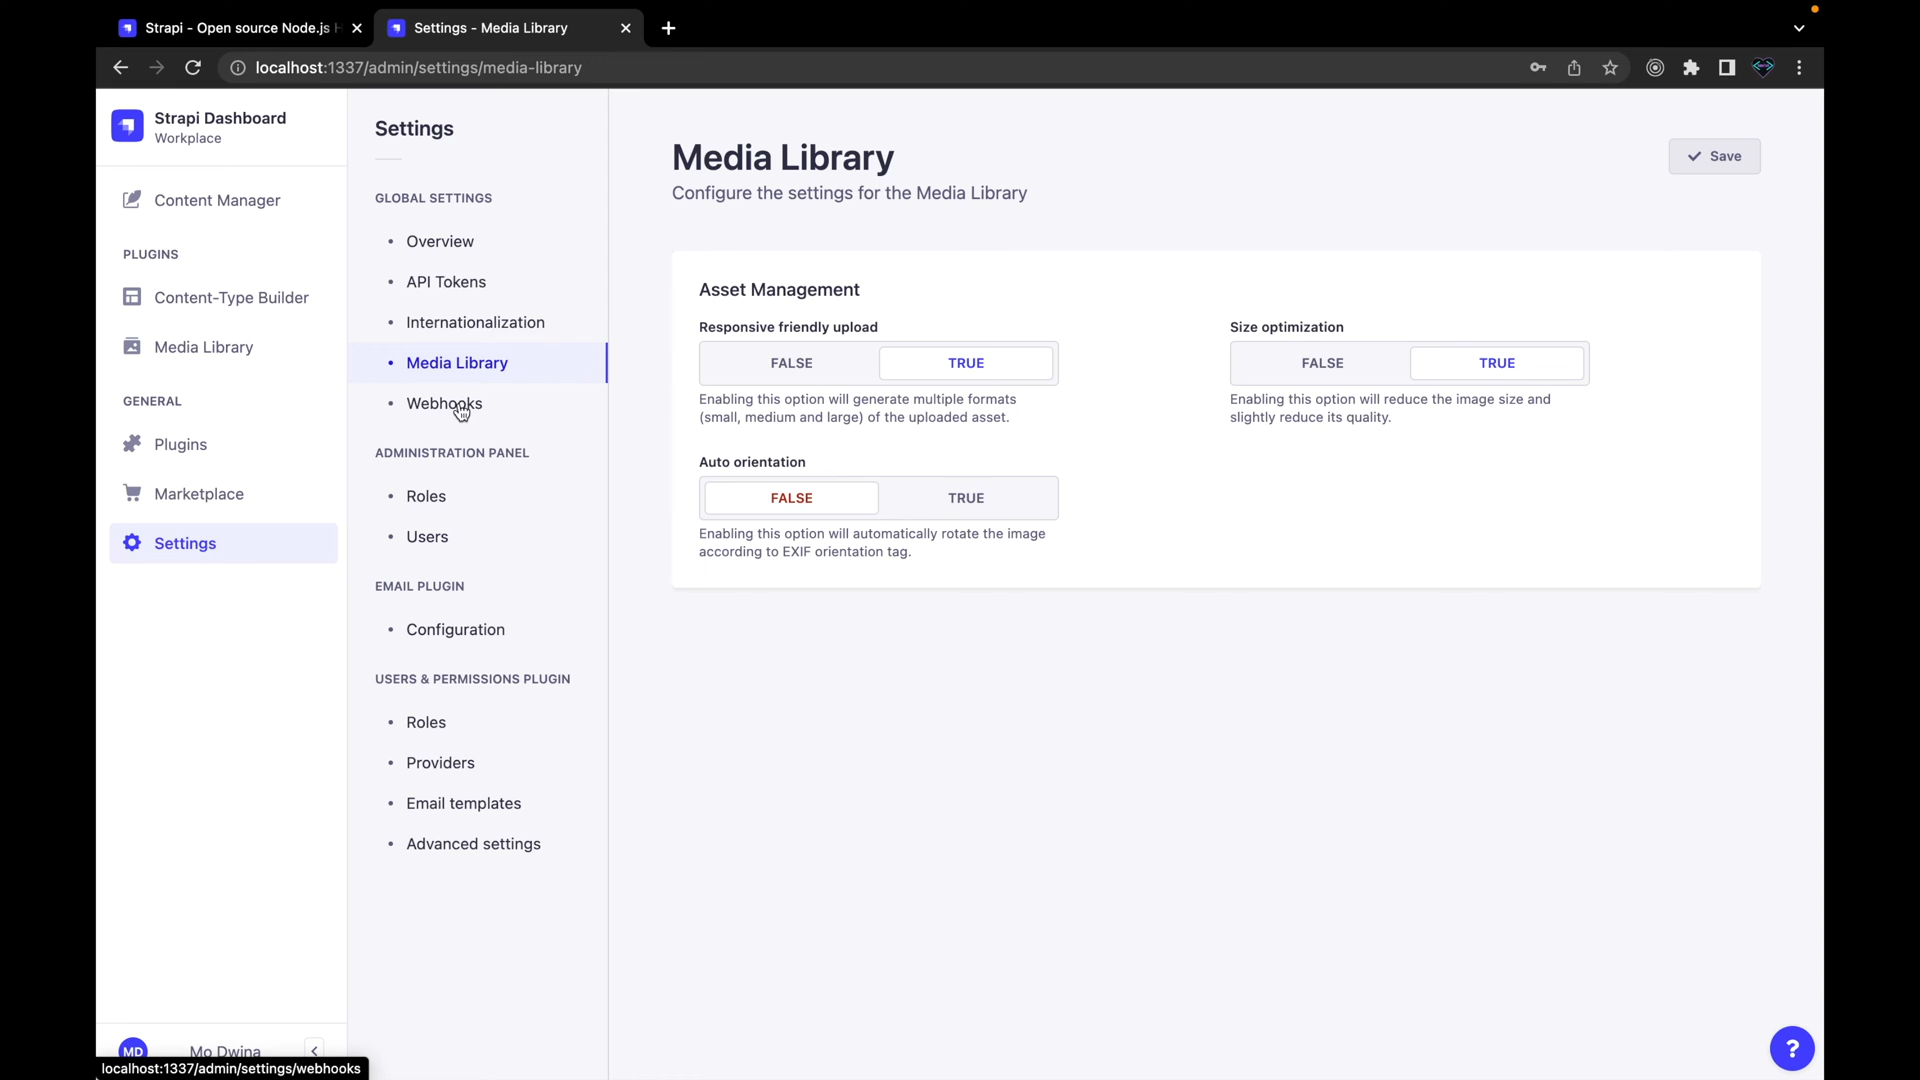 Strapi - Open source Node.js H
Settings - Media Library
localhost:1337/admin/settings/media-library
Strapi Dashboard
Workplace
Content Manager
PLUGINS
Content-Type Builder
Media Library
GENERAL
Plugins
Marketplace
Settings
MD
Mo Dwina
localhost:1337/admin/settings/webhooks
Settings
GLOBAL SETTINGS
• Overview
• API Tokens
• Internationalization
• Media Library
• Webhooks
ADMINISTRATION PANEL
• Roles
• Users
EMAIL PLUGIN
• Configuration
USERS & PERMISSIONS PLUGIN
• Roles
• Providers
• Email templates
• Advanced settings
Media Library
Configure the settings for the Media Library
Save
Asset Management
Responsive friendly upload
FALSE TRUE
Enabling this option will generate multiple formats
(small, medium and large) of the uploaded asset.
Size optimization
FALSE TRUE
Enabling this option will reduce the image size and
slightly reduce its quality.
Auto orientation
FALSE TRUE
Enabling this option will automatically rotate the image
according to EXIF orientation tag.
?